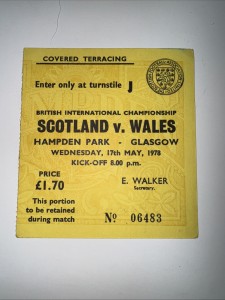 COVERED TERRACING
Enter only at turnstile J
BRITISH INTERNATIONAL CHAMPIONSHIP
SCOTLAND v. WALES
HAMPDEN PARK - GLASGOW
WEDNESDAY, 17th MAY, 1978
KICK-OFF 8.00 p.m.
PRICE
£1.70
E. WALKER
Secretary.
This portion
to be retained
during match
No 06483